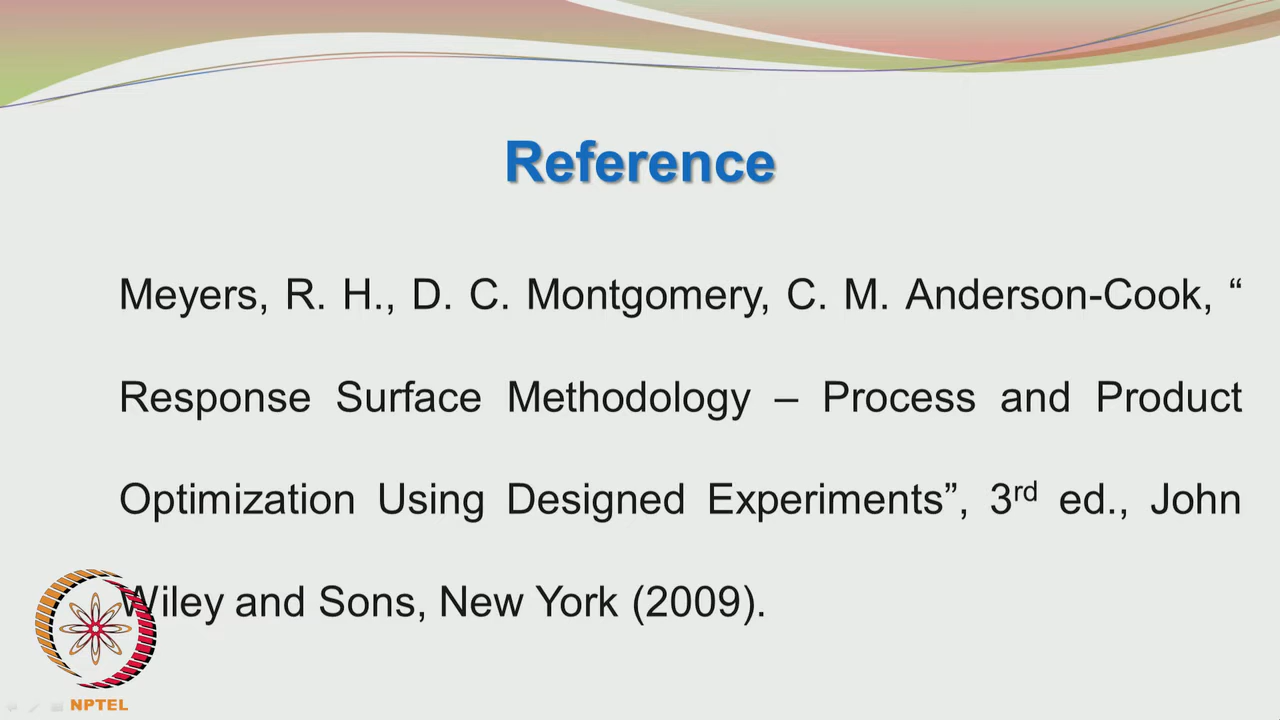 Reference
Meyers, R. H., D. C. Montgomery, C. M. Anderson-Cook, “
Response Surface Methodology – Process and Product
Optimization Using Designed Experiments”, 3rd ed., John
Wiley and Sons, New York (2009).
NPTEL